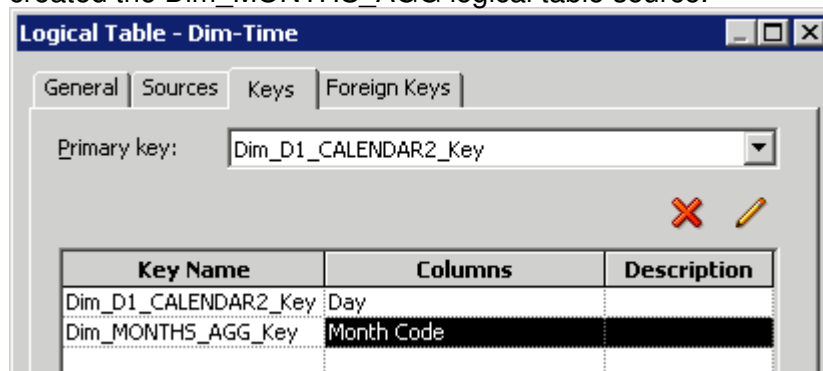 created the Dim_MONTHS_AGG logical table source.
Logical Table - Dim-Time
General Sources Keys Foreign Keys
Primary key: Dim_D1_CALENDAR2_Key
Key Name Columns Description
Dim_D1_CALENDAR2_Key Day
Dim_MONTHS_AGG_Key Month Code